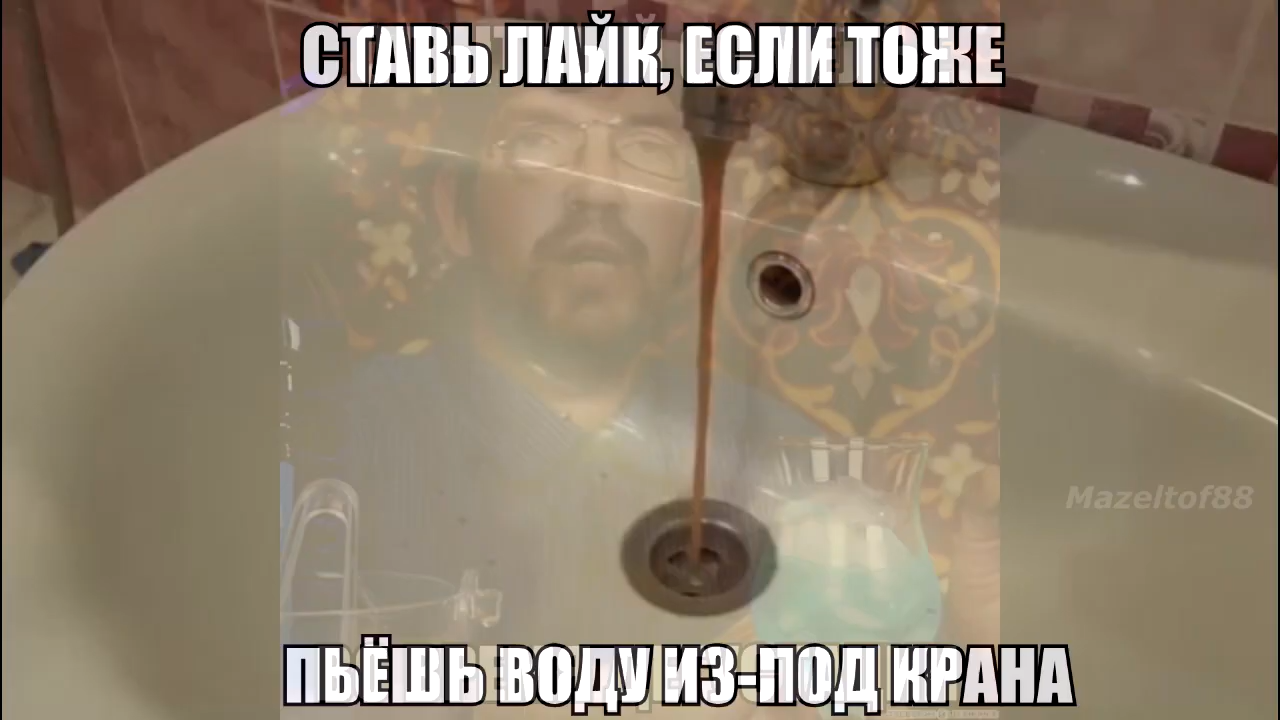 СТАВЬ ЛАЙК, ЕСЛИ ТОЖЕ
Mazeltof88
ПЬЁШЬ ВОДУ ИЗ-ПОД КРАНА